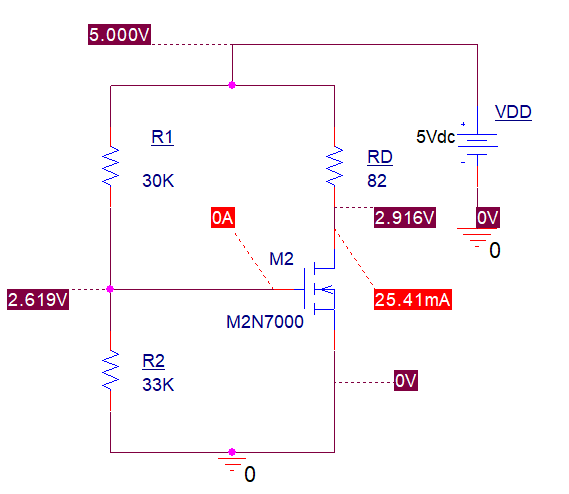 5.000V
VDD
R1
5Vdc
RD
30K
82
0A
2.916V
0V
0
M2
2.619V
25.41mA
M2N7000
R2
33K
0V
0